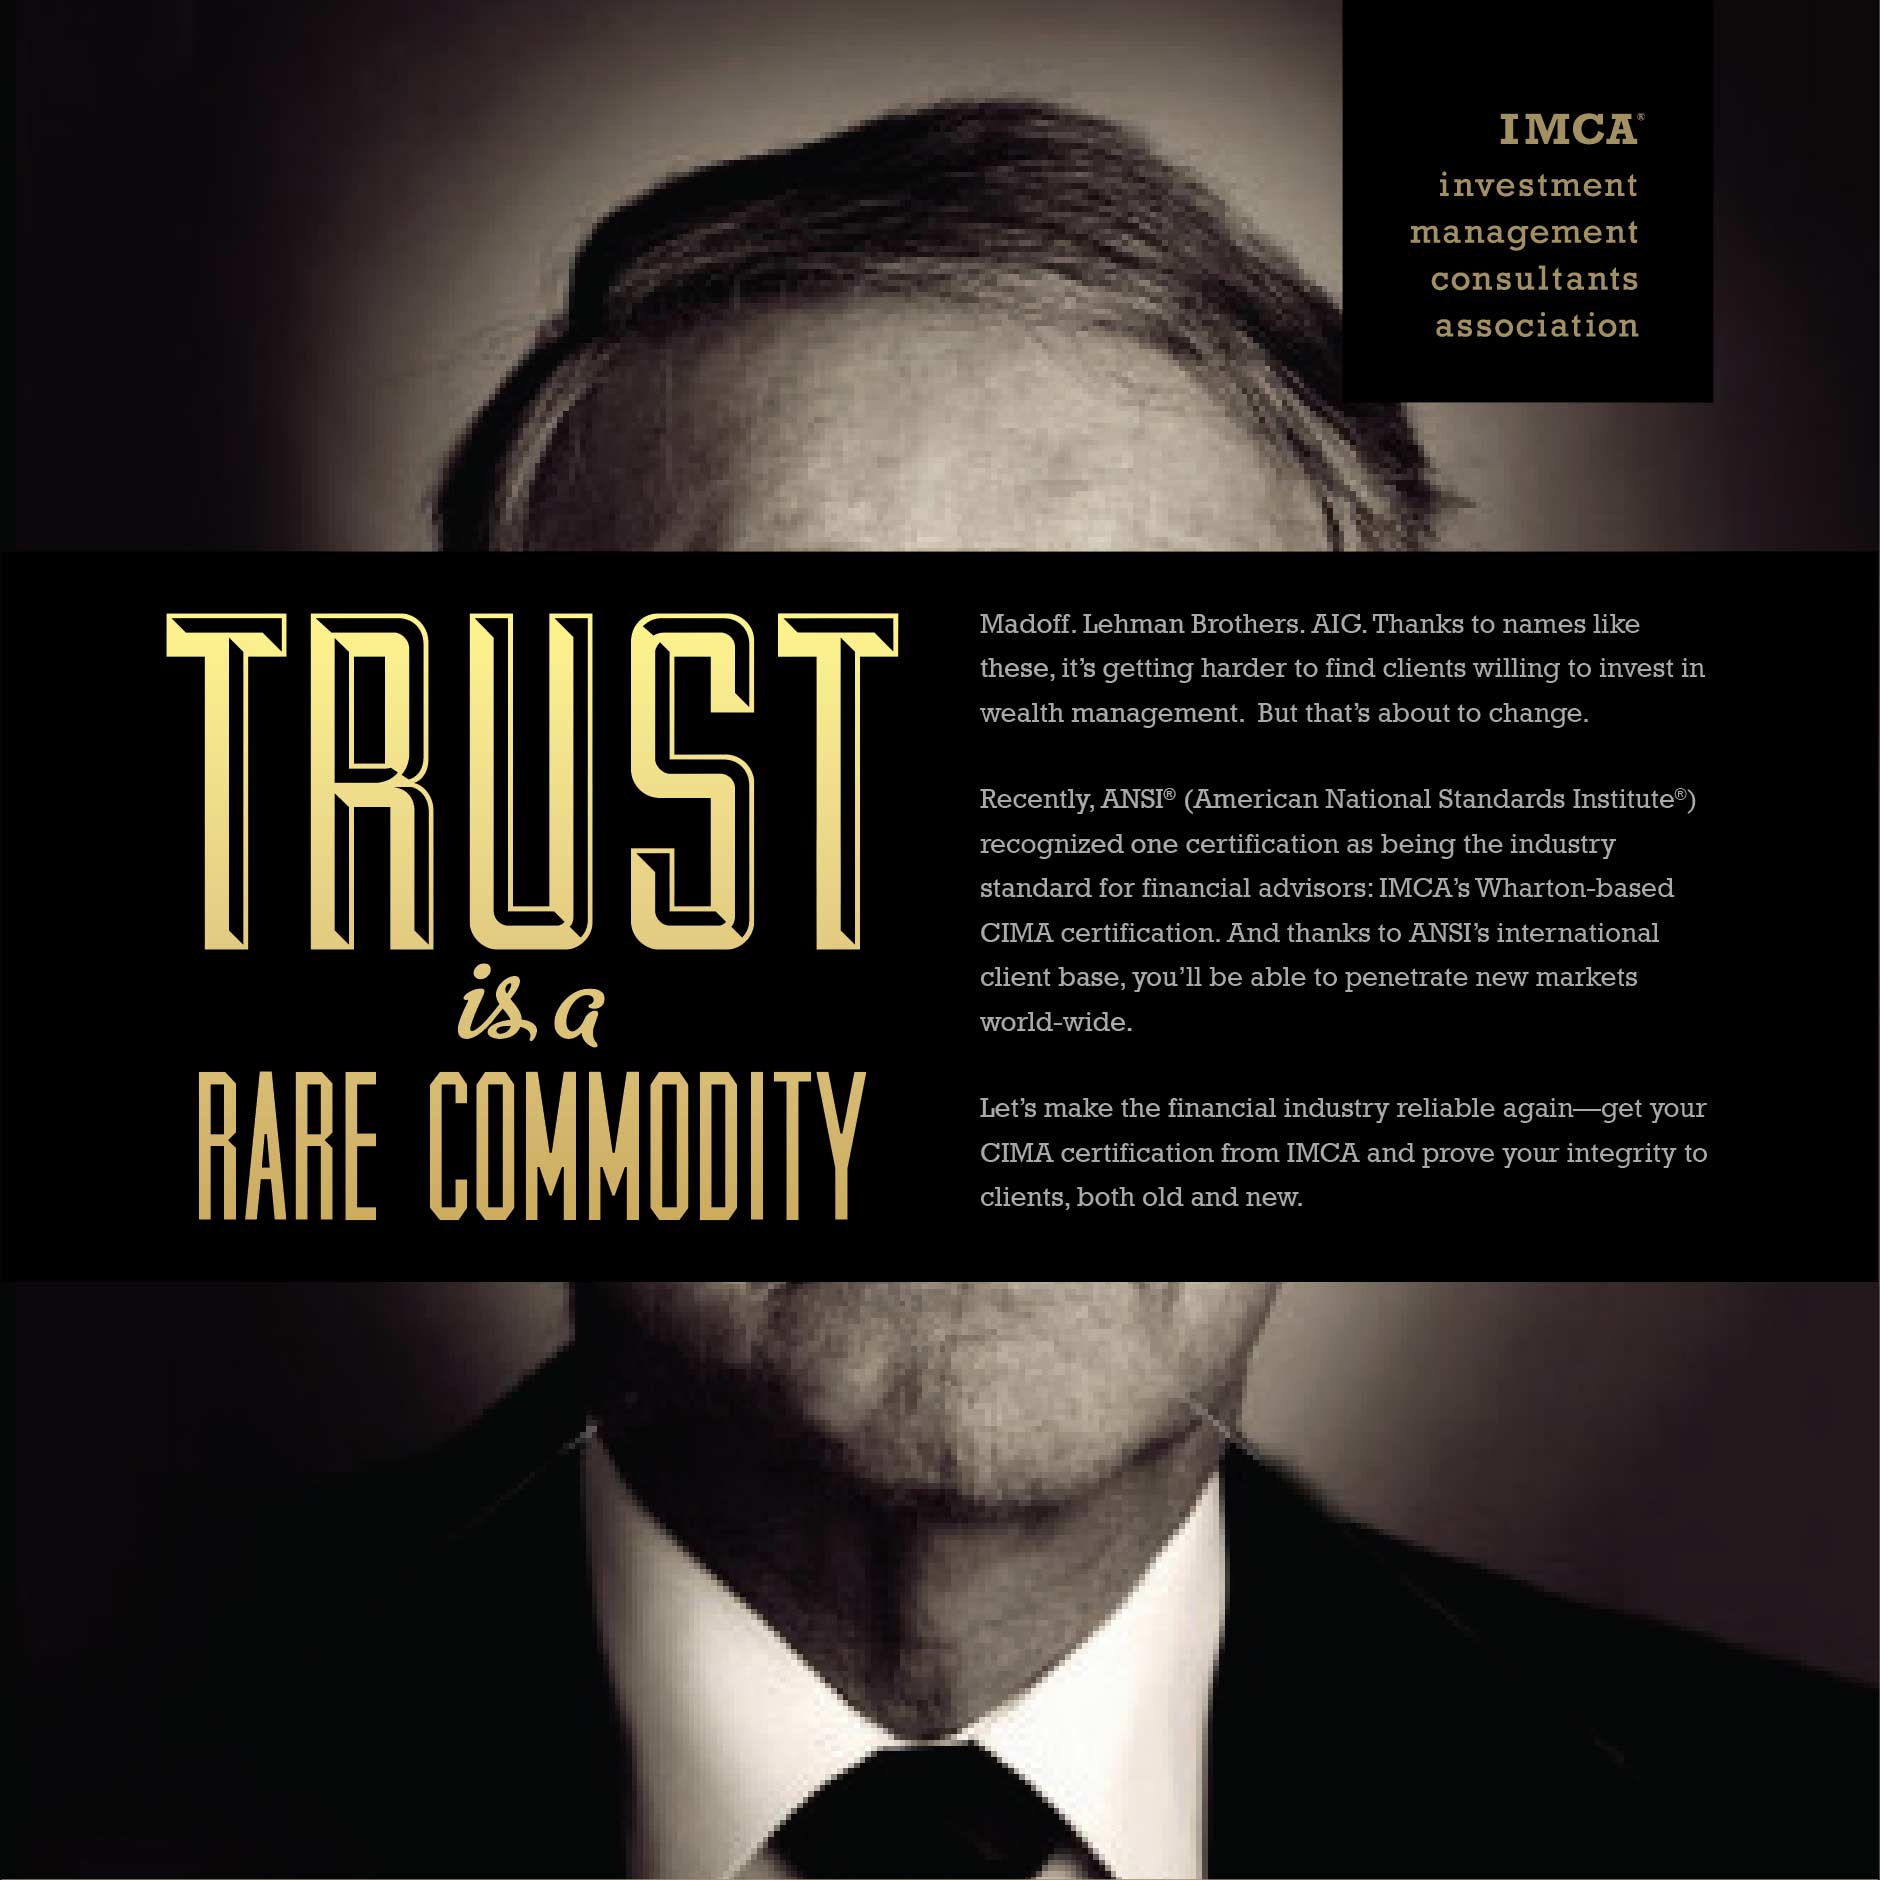 IMCA®
investment
management
consultants
association
TRUST
is a
RARE COMMODITY
Madoff. Lehman Brothers. AIG. Thanks to names like
these, it’s getting harder to find clients willing to invest in
wealth management.  But that’s about to change.
Recently, ANSI® (American National Standards Institute®)
recognized one certification as being the industry
standard for financial advisors: IMCA’s Wharton-based
CIMA certification. And thanks to ANSI’s international
client base, you’ll be able to penetrate new markets
world-wide.
Let’s make the financial industry reliable again—get your
CIMA certification from IMCA and prove your integrity to
clients, both old and new.